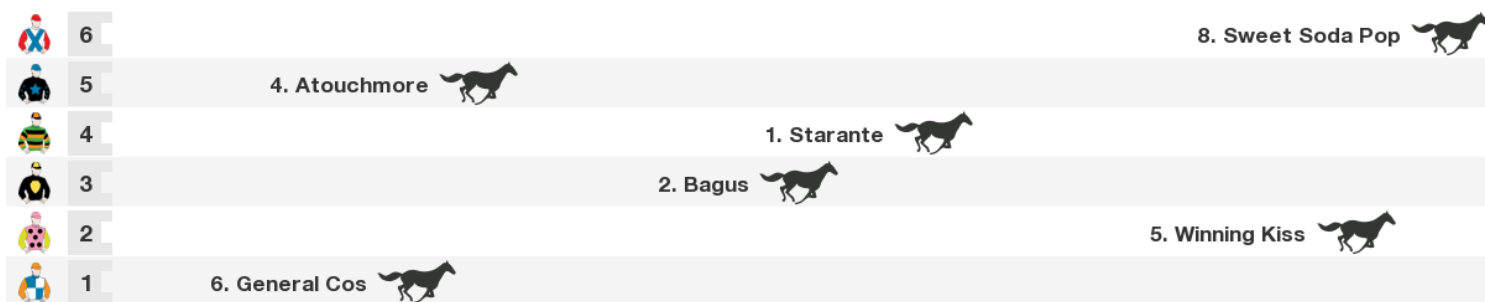 6 8. Sweet Soda Pop
5 4. Atouchmore
4 1. Starante
3 2. Bagus
2 5. Winning Kiss
1 6. General Cos